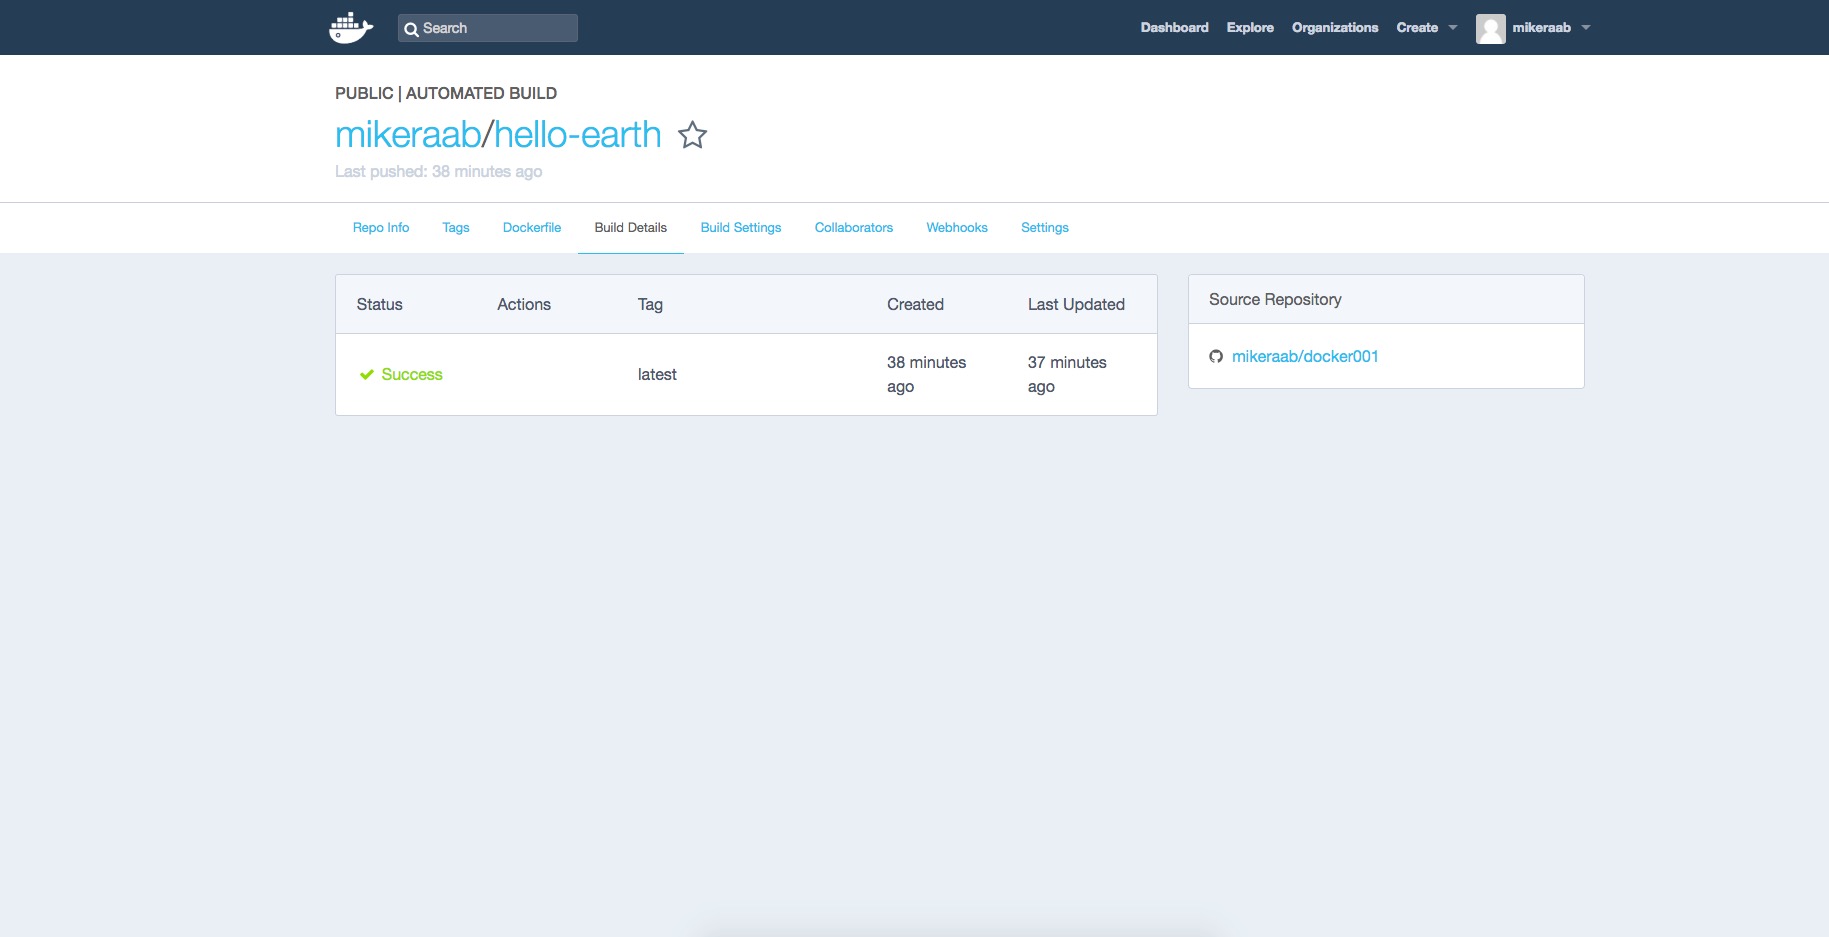 Search
Dashboard Explore Organizations Create mikeraab
PUBLIC | AUTOMATED BUILD
mikeraab/hello-earth
Last pushed: 38 minutes ago
Repo Info Tags Dockerfile Build Details Build Settings Collaborators Webhooks Settings
Status Actions Tag Created Last Updated
Success latest 38 minutes ago 37 minutes ago
Source Repository
mikeraab/docker001